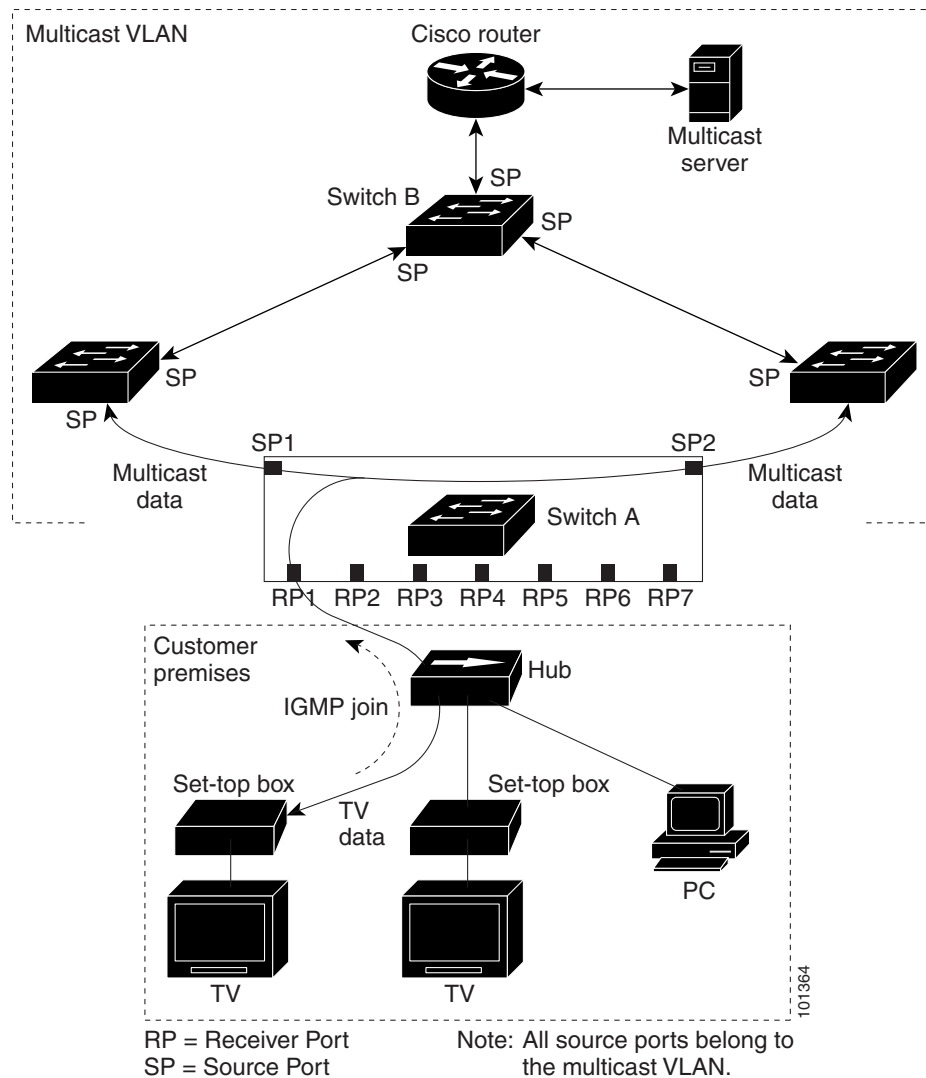 Multicast VLAN
Cisco router
Multicast
server
SP
Switch B
SP
SP
SP
SP
SP
SP1
SP2
Multicast
data
Multicast
data
Switch A
RP1 RP2 RP3 RP4 RP5 RP6 RP7
Customer
premises
Hub
IGMP join
Set-top box
Set-top box
TV
data
PC
TV
TV
101364
RP = Receiver Port
SP = Source Port
Note: All source ports belong to
the multicast VLAN.